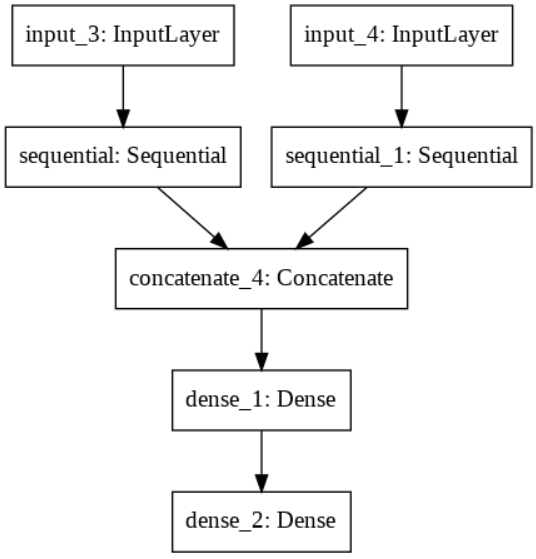 input_3: InputLayer
input_4: InputLayer
sequential: Sequential
sequential_1: Sequential
concatenate_4: Concatenate
dense_1: Dense
dense_2: Dense